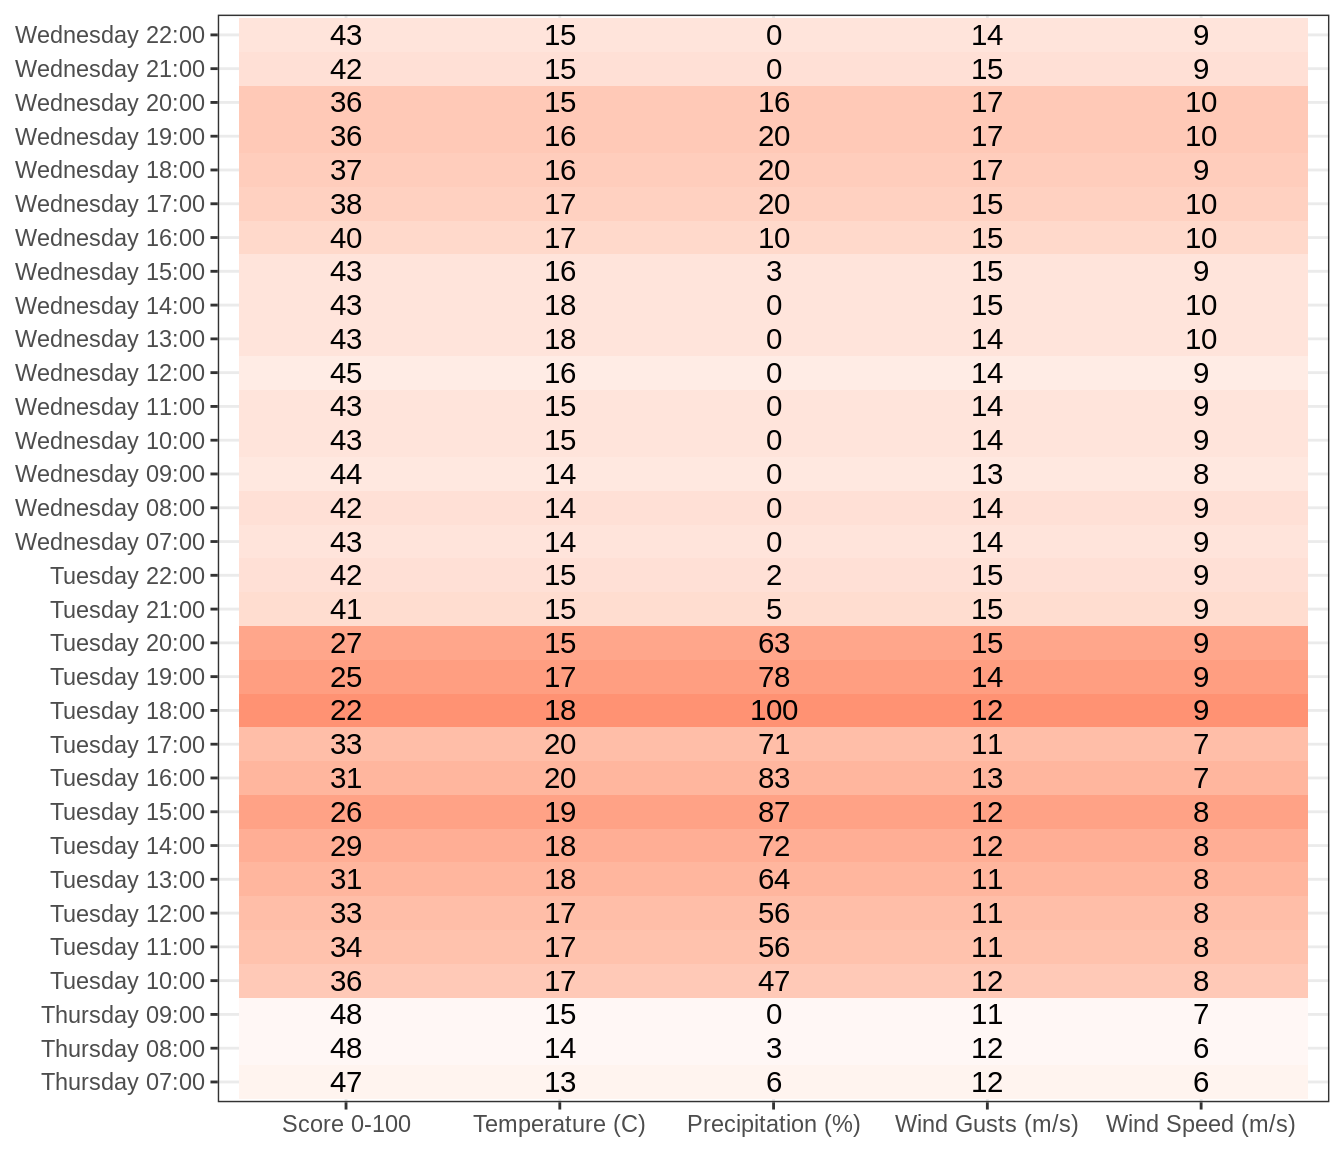 Wednesday 22:00 43 15 0 14 9
Wednesday 21:00 42 15 0 15 9
Wednesday 20:00 36 15 16 17 10
Wednesday 19:00 36 16 20 17 10
Wednesday 18:00 37 16 20 17 9
Wednesday 17:00 38 17 20 15 10
Wednesday 16:00 40 17 10 15 10
Wednesday 15:00 43 16 3 15 9
Wednesday 14:00 43 18 0 15 10
Wednesday 13:00 43 18 0 14 10
Wednesday 12:00 45 16 0 14 9
Wednesday 11:00 43 15 0 14 9
Wednesday 10:00 43 15 0 14 9
Wednesday 09:00 44 14 0 13 8
Wednesday 08:00 42 14 0 14 9
Wednesday 07:00 43 14 0 14 9
Tuesday 22:00 42 15 2 15 9
Tuesday 21:00 41 15 5 15 9
Tuesday 20:00 27 15 63 15 9
Tuesday 19:00 25 17 78 14 9
Tuesday 18:00 22 18 100 12 9
Tuesday 17:00 33 20 71 11 7
Tuesday 16:00 31 20 83 13 7
Tuesday 15:00 26 19 87 12 8
Tuesday 14:00 29 18 72 12 8
Tuesday 13:00 31 18 64 11 8
Tuesday 12:00 33 17 56 11 8
Tuesday 11:00 34 17 56 11 8
Tuesday 10:00 36 17 47 12 8
Thursday 09:00 48 15 0 11 7
Thursday 08:00 48 14 3 12 6
Thursday 07:00 47 13 6 12 6
Score 0-100 Temperature (C) Precipitation (%) Wind Gusts (m/s) Wind Speed (m/s)